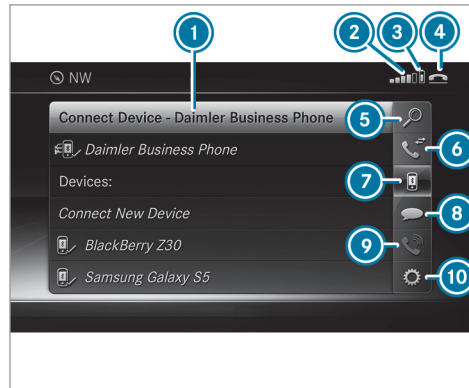 1
2
3
4
NW
Connect Device - Daimler Business Phone
5
Daimler Business Phone
6
Devices:
7
Connect New Device
8
BlackBerry Z30
9
Samsung Galaxy S5
10